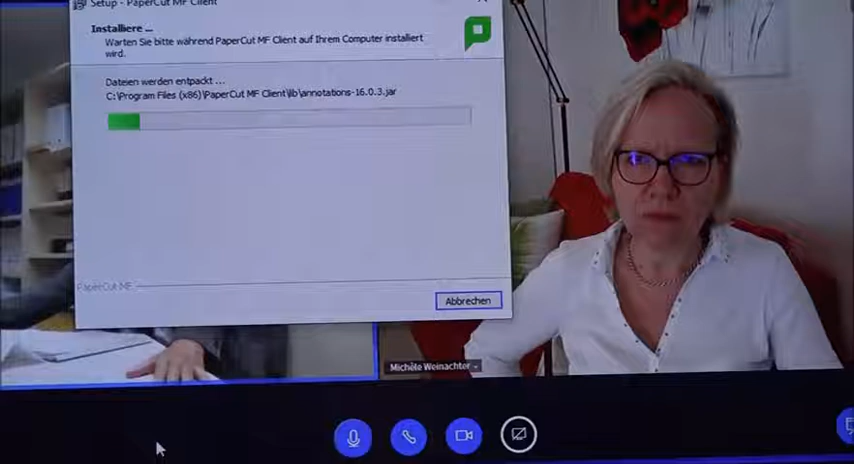 Setup - PaperCut MF Client
Installiere ...
Warten Sie bitte während PaperCut MF Client auf Ihrem Computer installiert
wird.
Dateien werden entpackt ...
C:\Program Files (x86)\PaperCut MF Client\lib\annotations-16.0.3.jar
PaperCut MF
Abbrechen
Michèle Weinachter